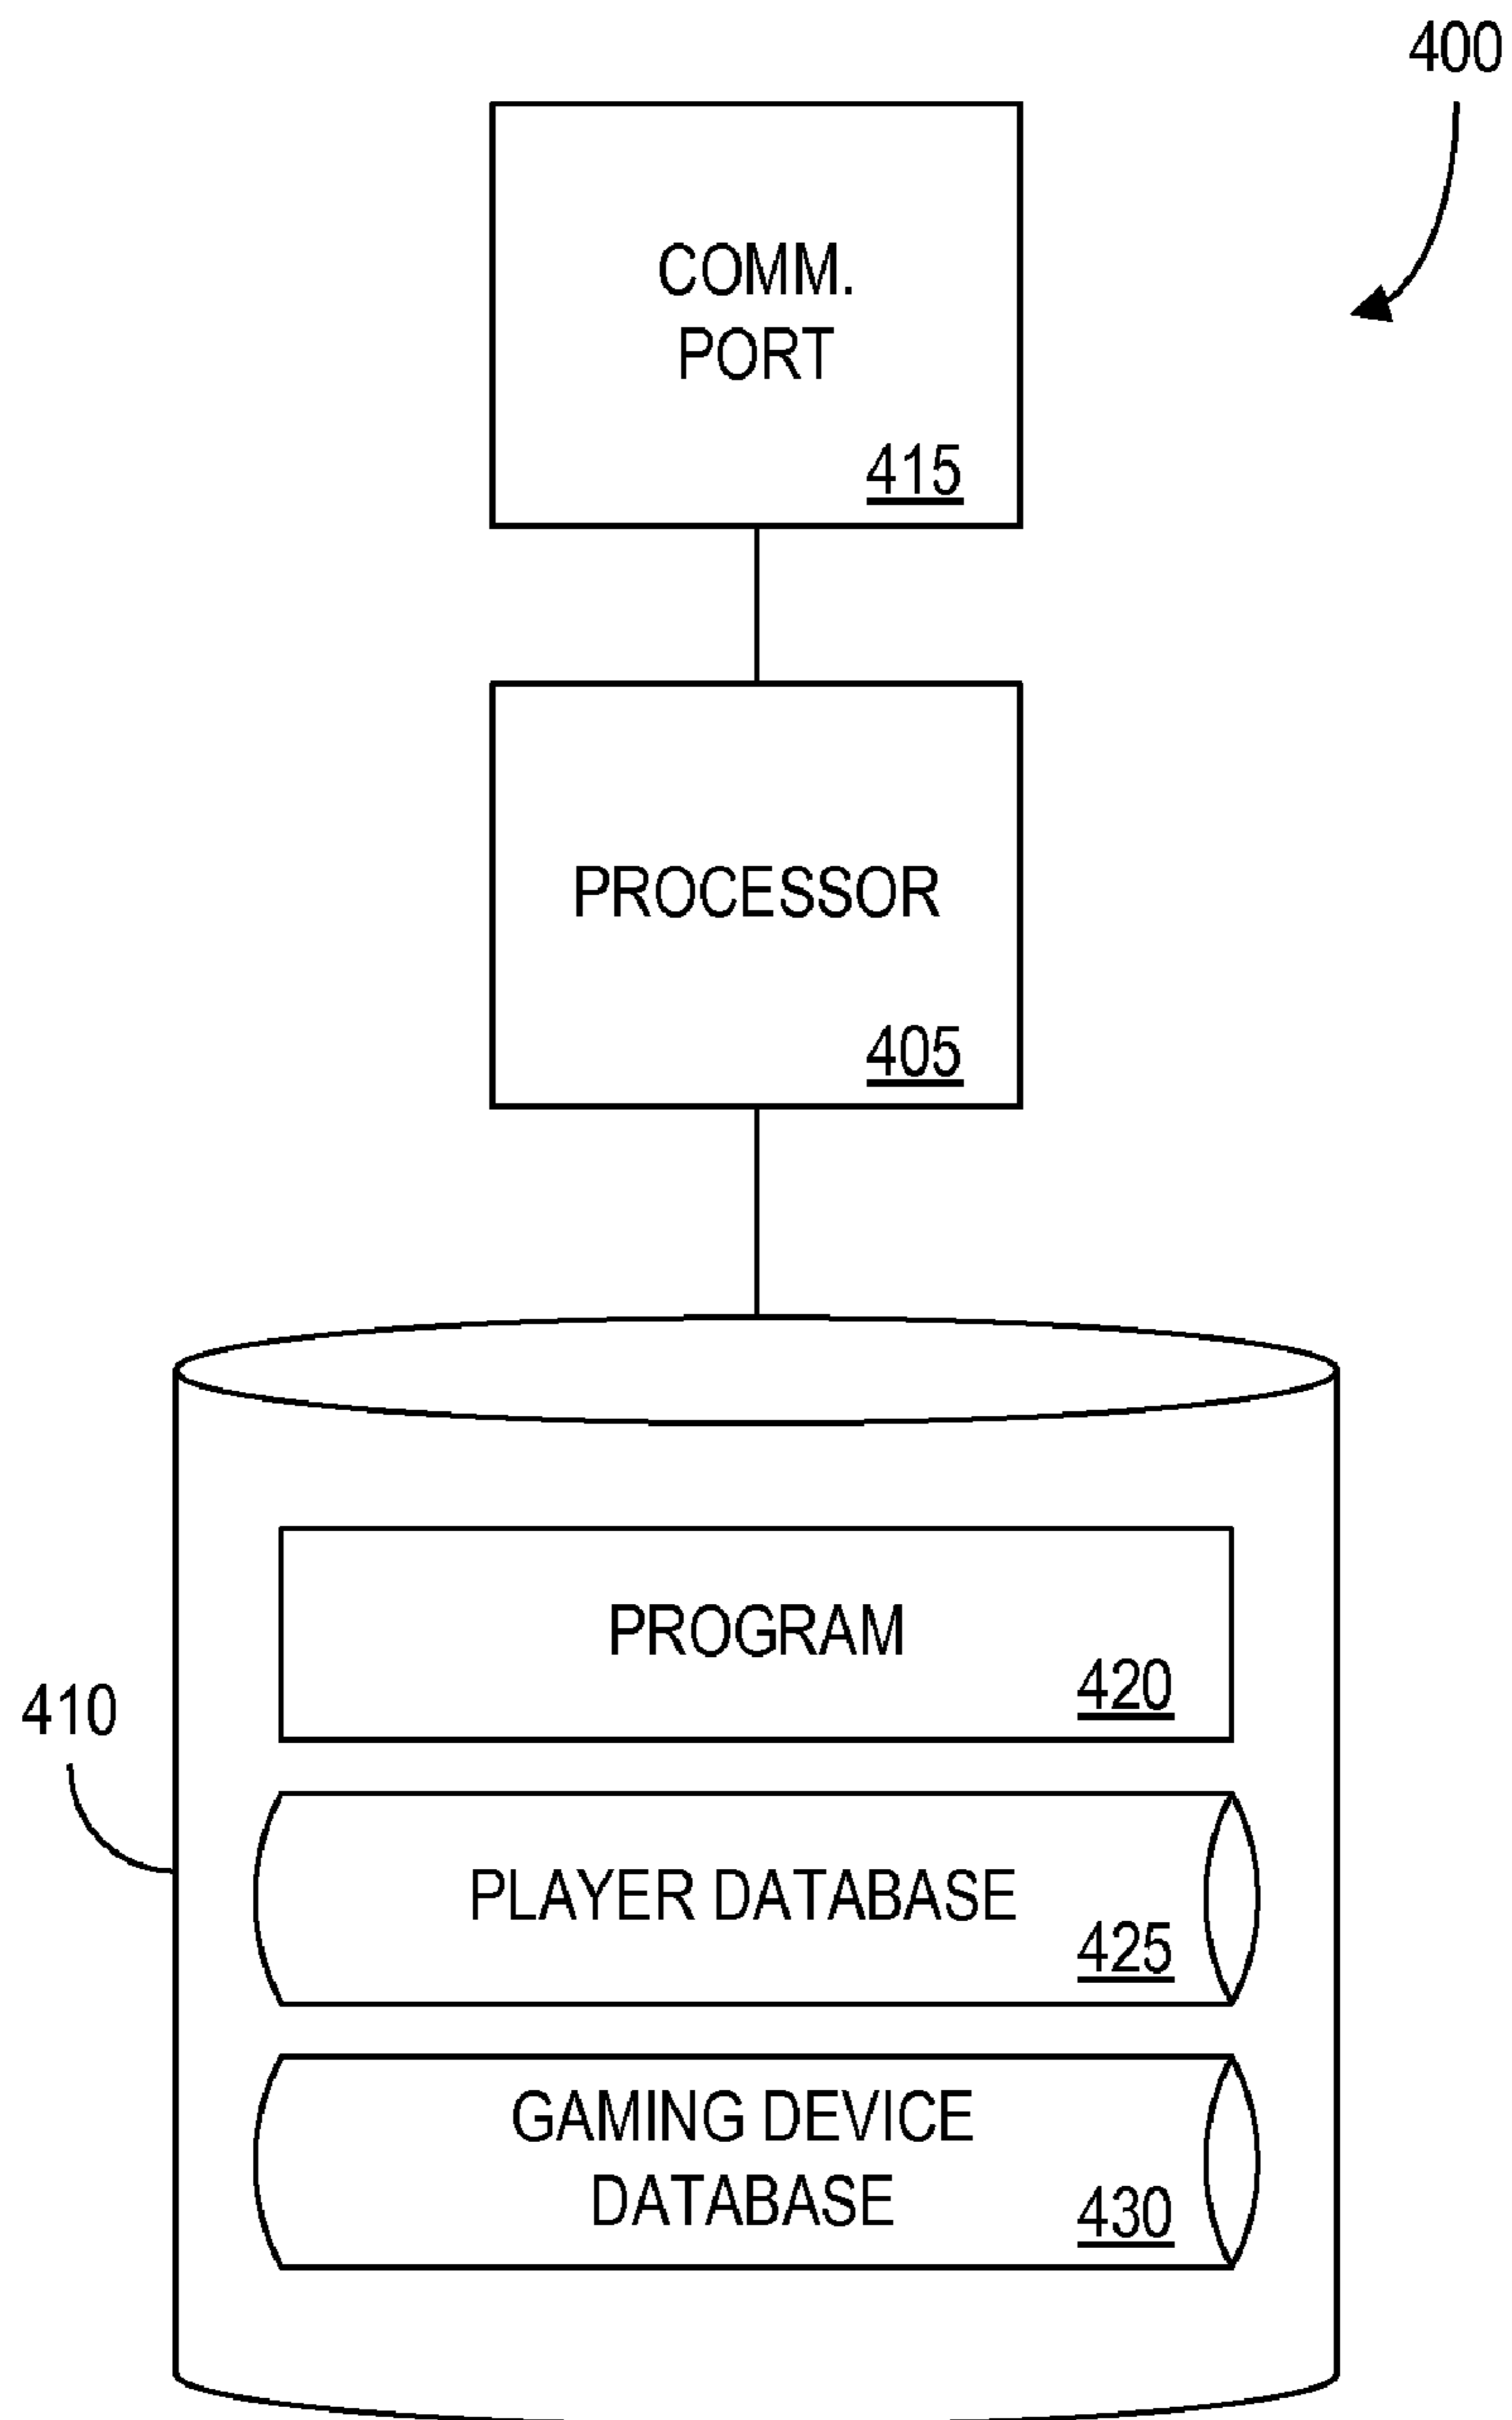 400
COMM.
PORT
415
PROCESSOR
405
PROGRAM
420
410
PLAYER DATABASE
425
GAMING DEVICE
DATABASE
430